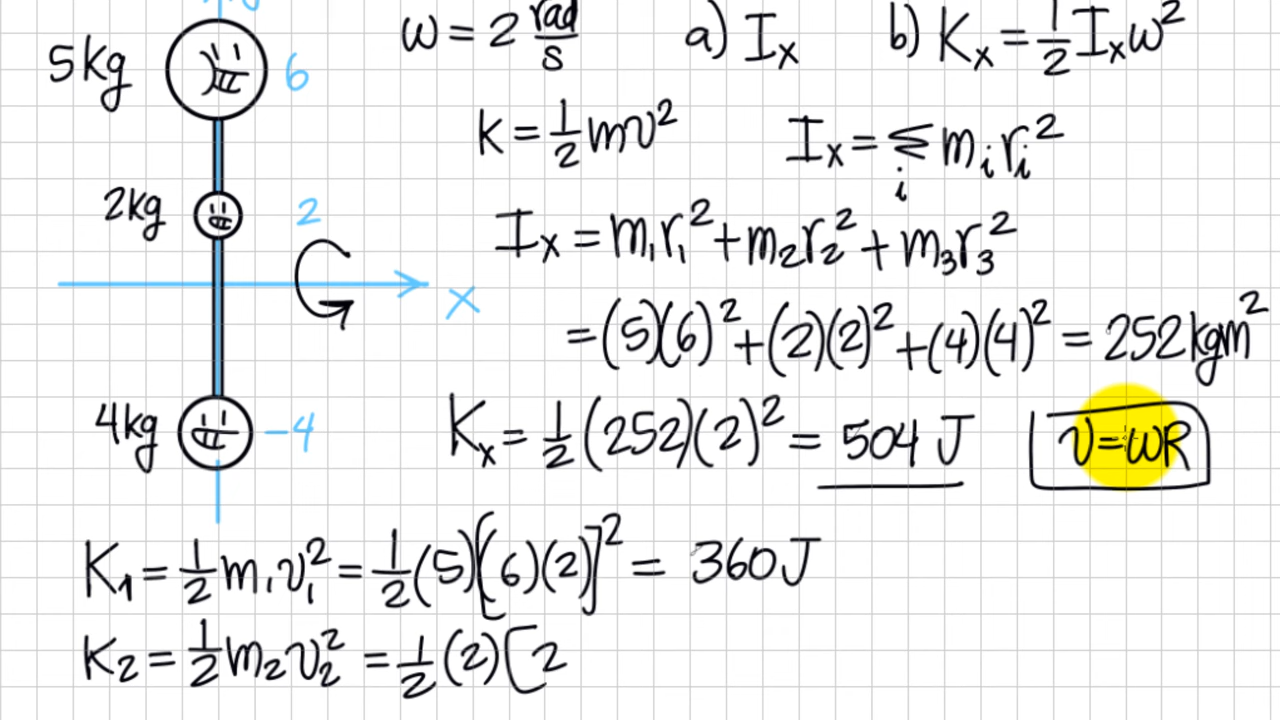 ω = 2 rad/s a) Iₓ b) Kₓ = 1/2 Iₓω²
5kg 6
K = 1/2 mv² Iₓ = Σᵢ mᵢrᵢ²
2kg 2
Iₓ = m₁r₁² + m₂r₂² + m₃r₃²
x
= (5)(6)² + (2)(2)² + (4)(4)² = 252 kgm²
4kg -4
Kₓ = 1/2 (252)(2)² = 504 J v = ωR
K₁ = 1/2 m₁v₁² = 1/2 (5)[(6)(2)]² = 360 J
K₂ = 1/2 m₂v₂² = 1/2 (2)[2